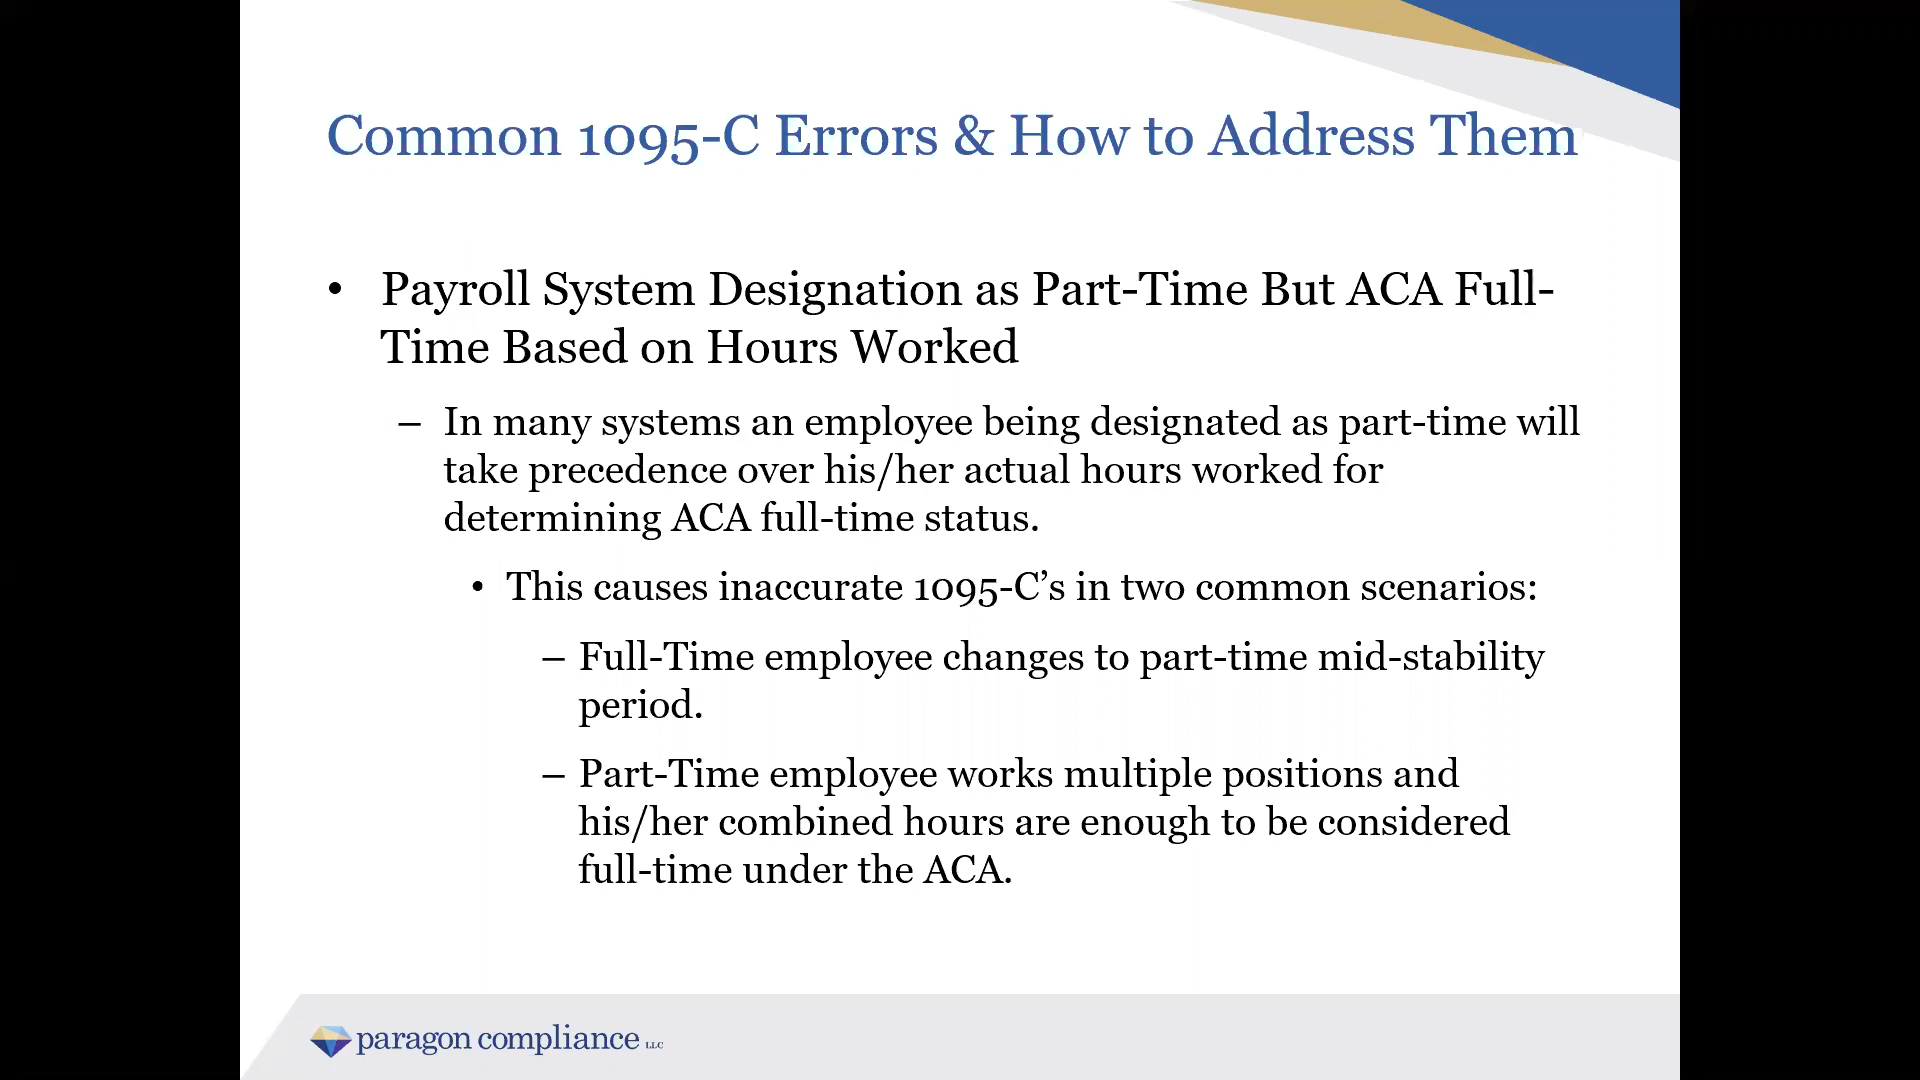 Common 1095-C Errors & How to Address Them
• Payroll System Designation as Part-Time But ACA Full-
Time Based on Hours Worked
– In many systems an employee being designated as part-time will
take precedence over his/her actual hours worked for
determining ACA full-time status.
• This causes inaccurate 1095-C’s in two common scenarios:
– Full-Time employee changes to part-time mid-stability
period.
– Part-Time employee works multiple positions and
his/her combined hours are enough to be considered
full-time under the ACA.
paragon compliance LLC